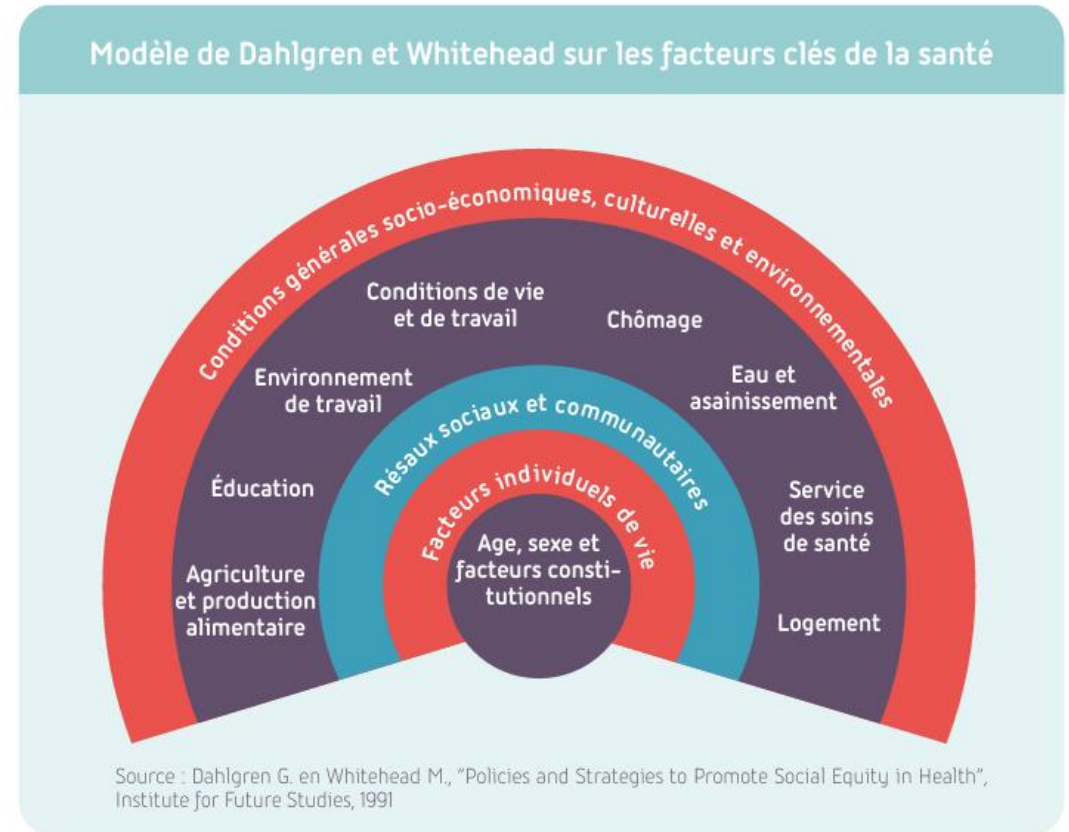 Modèle de Dahlgren et Whitehead sur les facteurs clés de la santé
Conditions générales socio-économiques, culturelles et environnementales
Conditions de vie
et de travail
Chômage
Environnement
de travail
Eau et
asainissement
Éducation
Service
des soins
de santé
Agriculture
et production
alimentaire
Logement
Résaux sociaux et communautaires
Facteurs individuels de vie
Age, sexe et
facteurs consti-
tutionnels
Source : Dahlgren G. en Whitehead M., "Policies and Strategies to Promote Social Equity in Health",
Institute for Future Studies, 1991